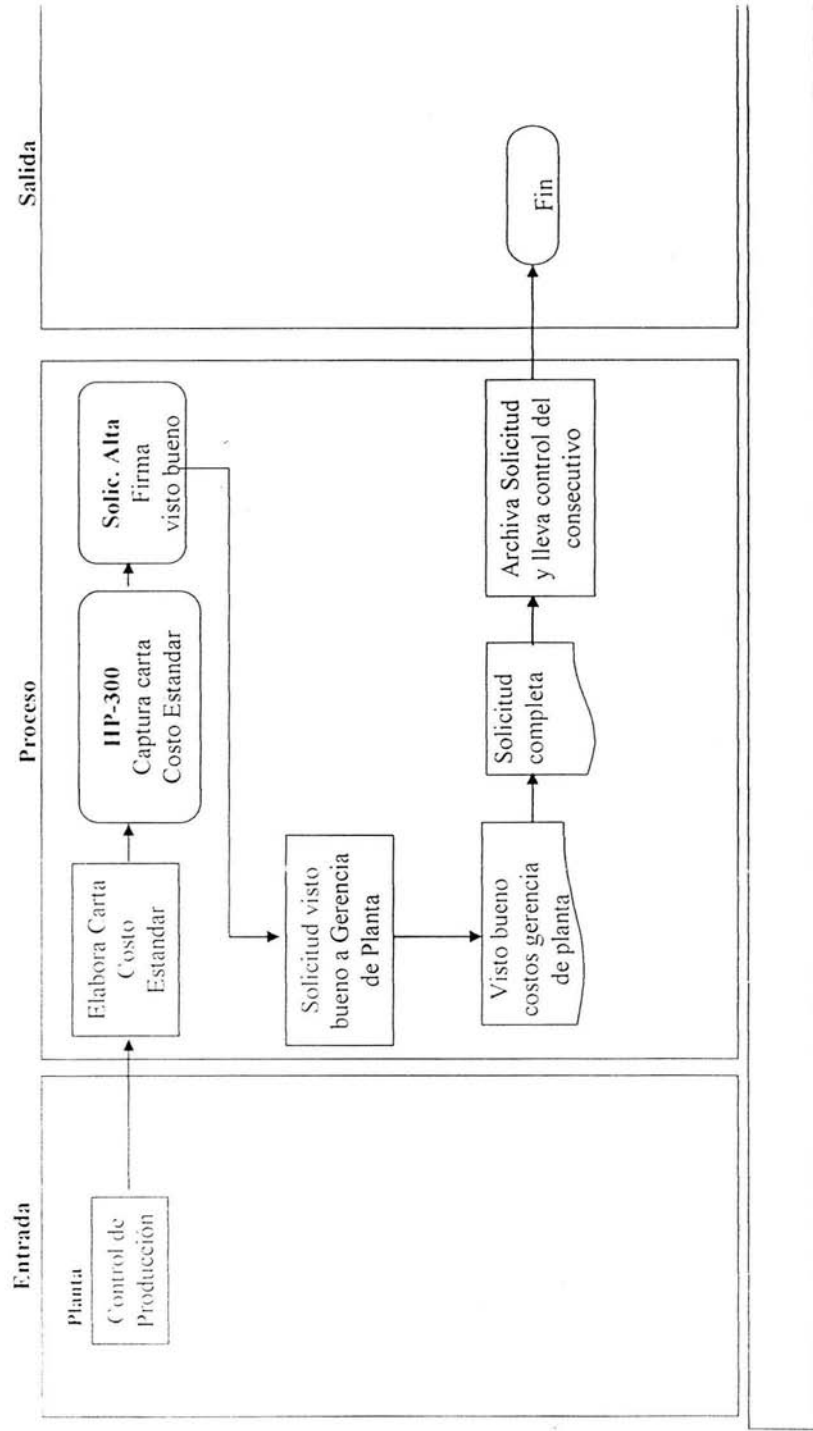 Entrada
Proceso
Salida
Planta
Control de
Producción
Elabora Carta
Costo
Estandar
HP-300
Captura carta
Costo Estandar
Solic. Alta
Firma
visto bueno
Solicitud visto
bueno a Gerencia
de Planta
Visto bueno
costos gerencia
de planta
Solicitud
completa
Archiva Solicitud
y lleva control del
consecutivo
Fin